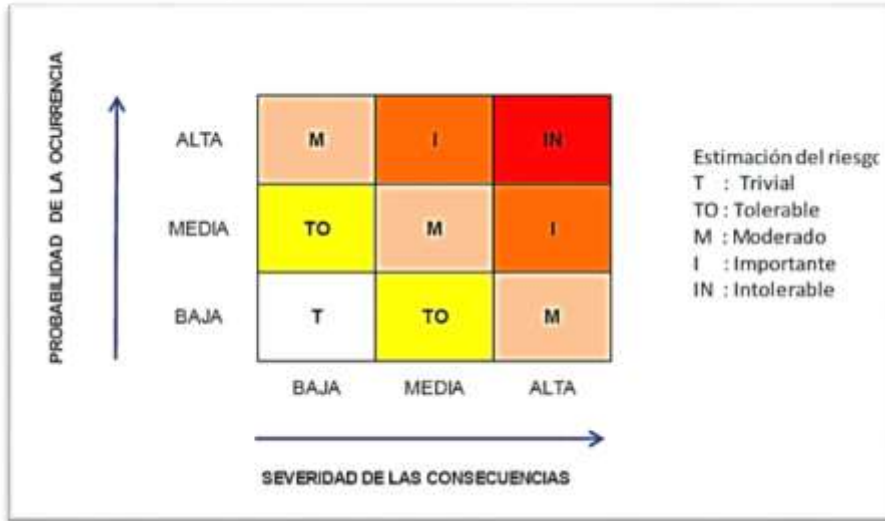 PROBABILIDAD DE LA OCURRENCIA
ALTA M I IN
MEDIA TO M I
BAJA T TO M
BAJA MEDIA ALTA
SEVERIDAD DE LAS CONSECUENCIAS
Estimación del riesgo
T : Trivial
TO : Tolerable
M : Moderado
I : Importante
IN : Intolerable